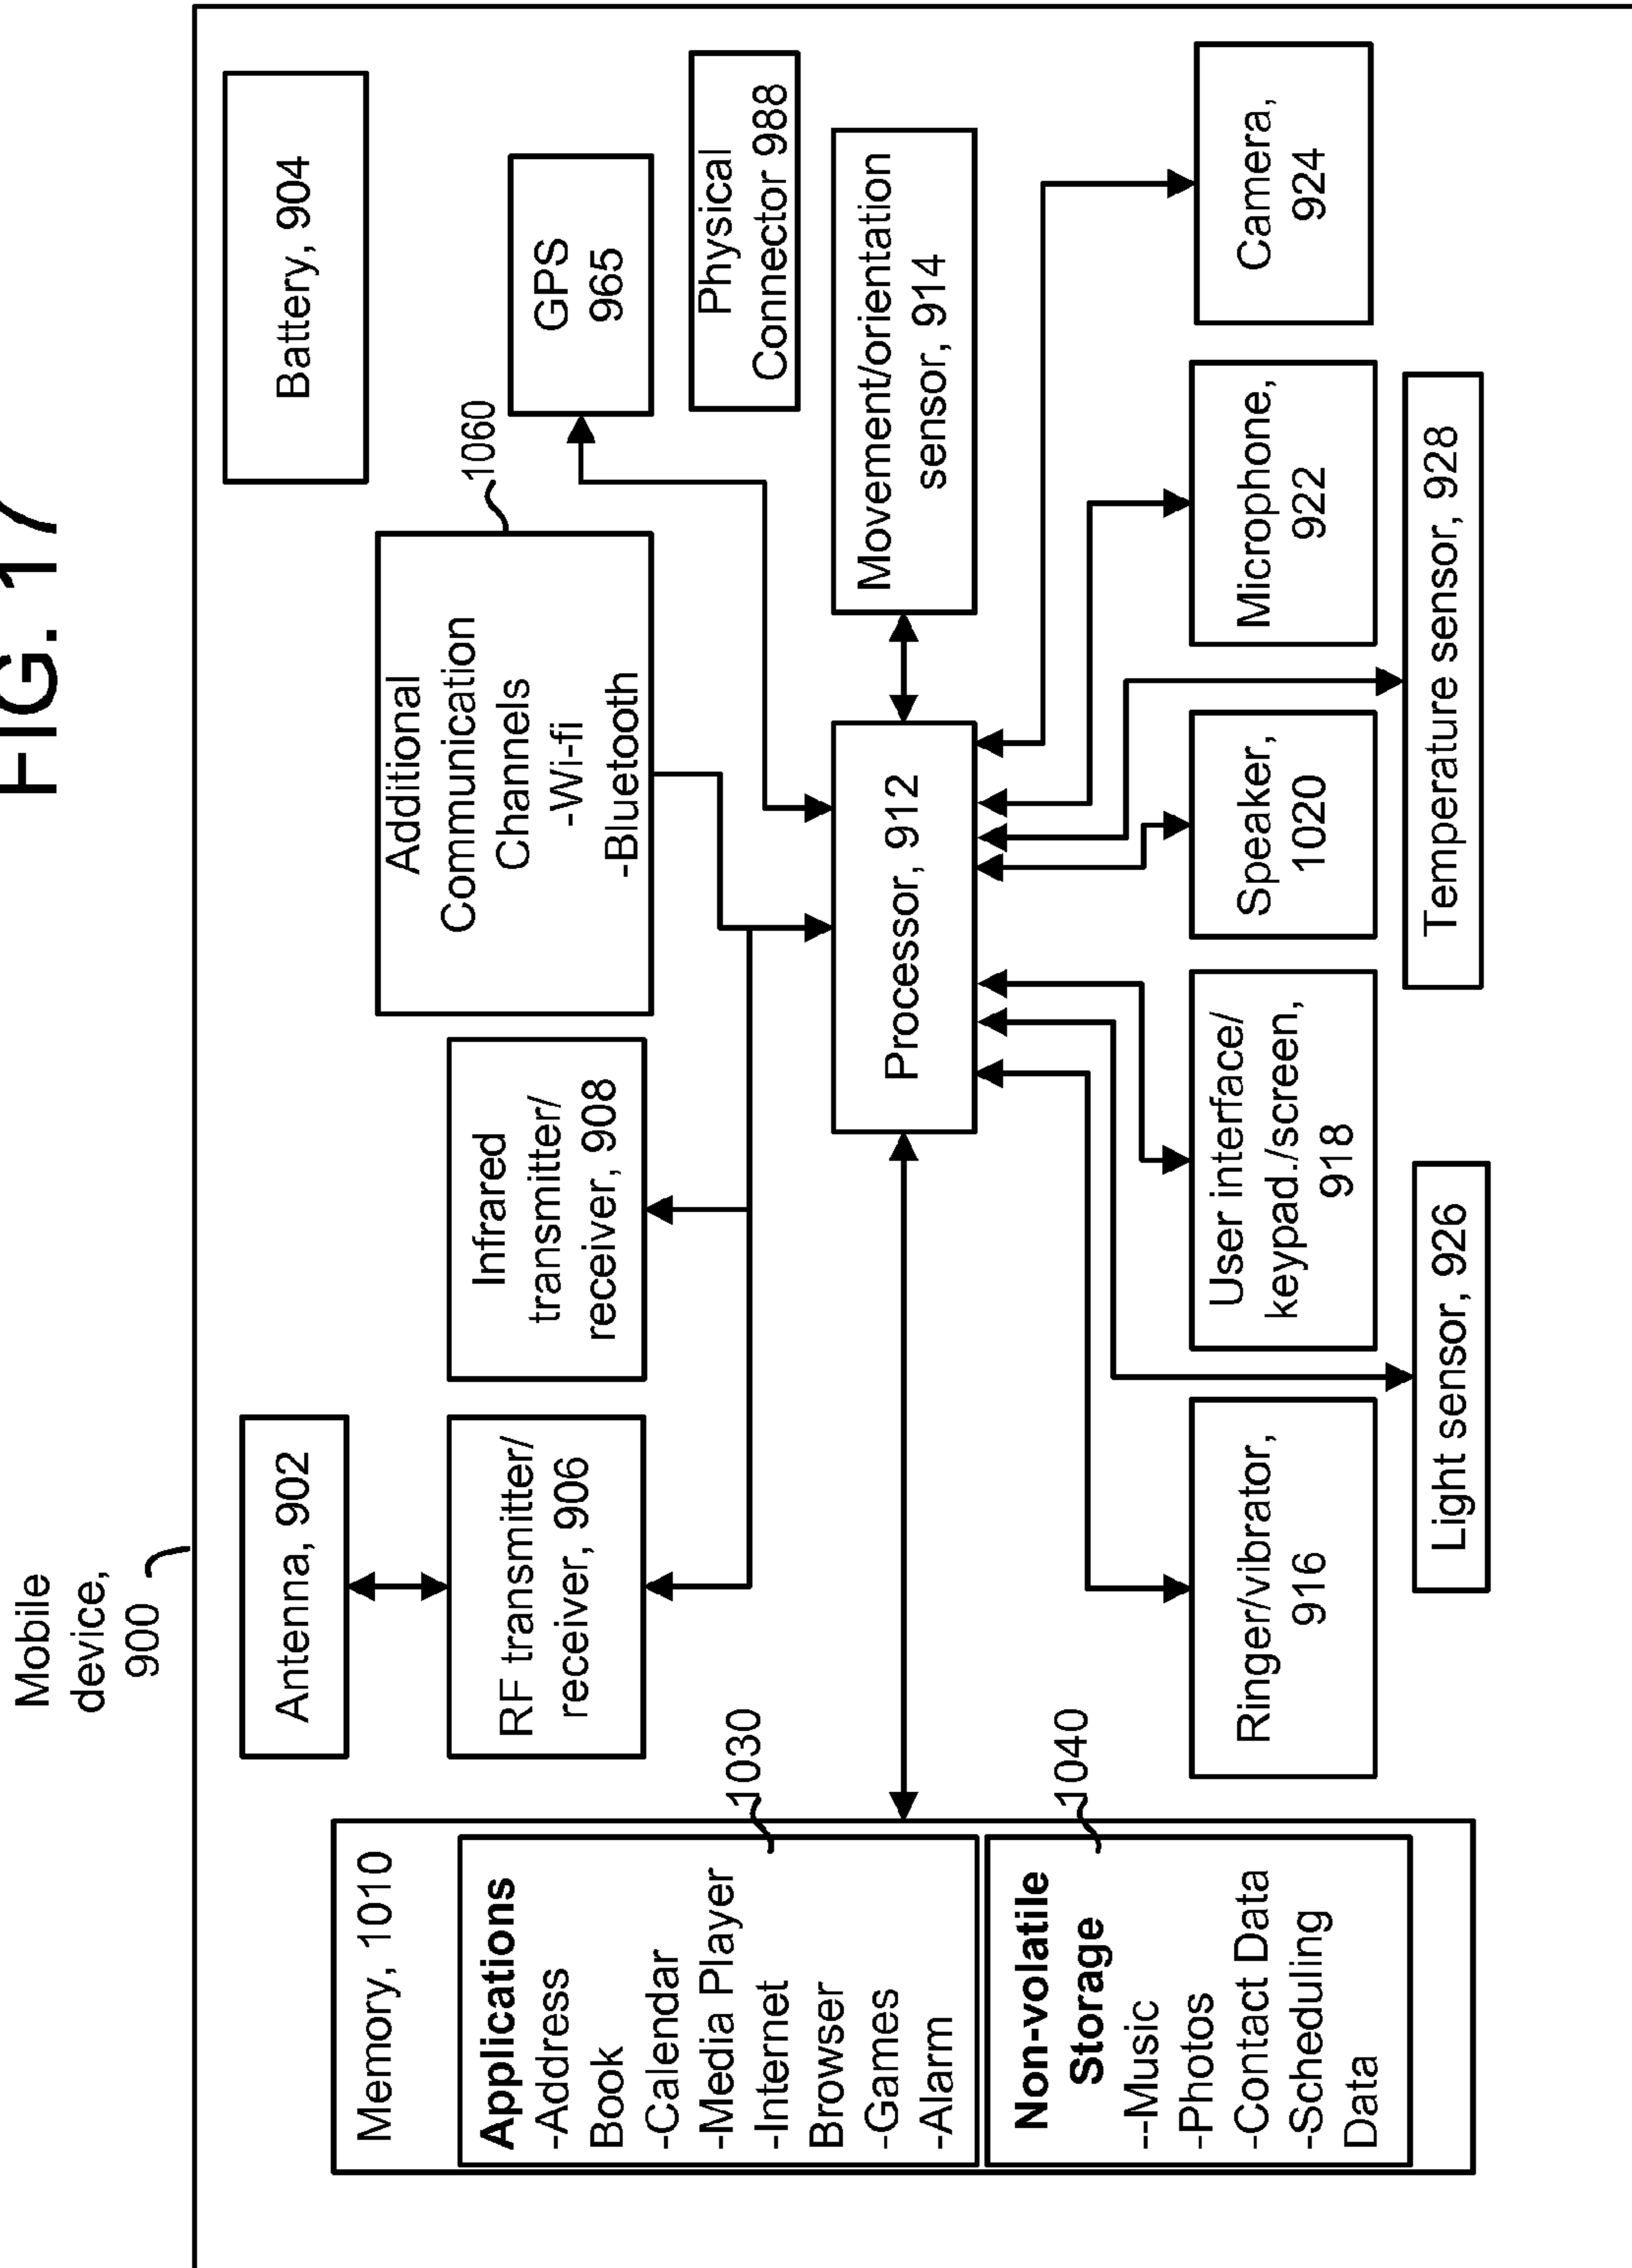 FIG. 17
Mobile
device,
900
Memory, 1010
Applications
-Address
Book
-Calendar
-Media Player
-Internet
Browser
-Games
-Alarm
1030
Non-volatile
Storage
--Music
-Photos
-Contact Data
-Scheduling
Data
1040
Antenna, 902
RF transmitter/
receiver, 906
Infrared
transmitter/
receiver, 908
Additional
Communication
Channels
-Wi-fi
-Bluetooth
1060
Battery, 904
GPS
965
Physical
Connector 988
Processor, 912
Movement/orientation
sensor, 914
Ringer/vibrator,
916
User interface/
keypad./screen,
918
Speaker,
1020
Microphone,
922
Camera,
924
Light sensor, 926
Temperature sensor, 928